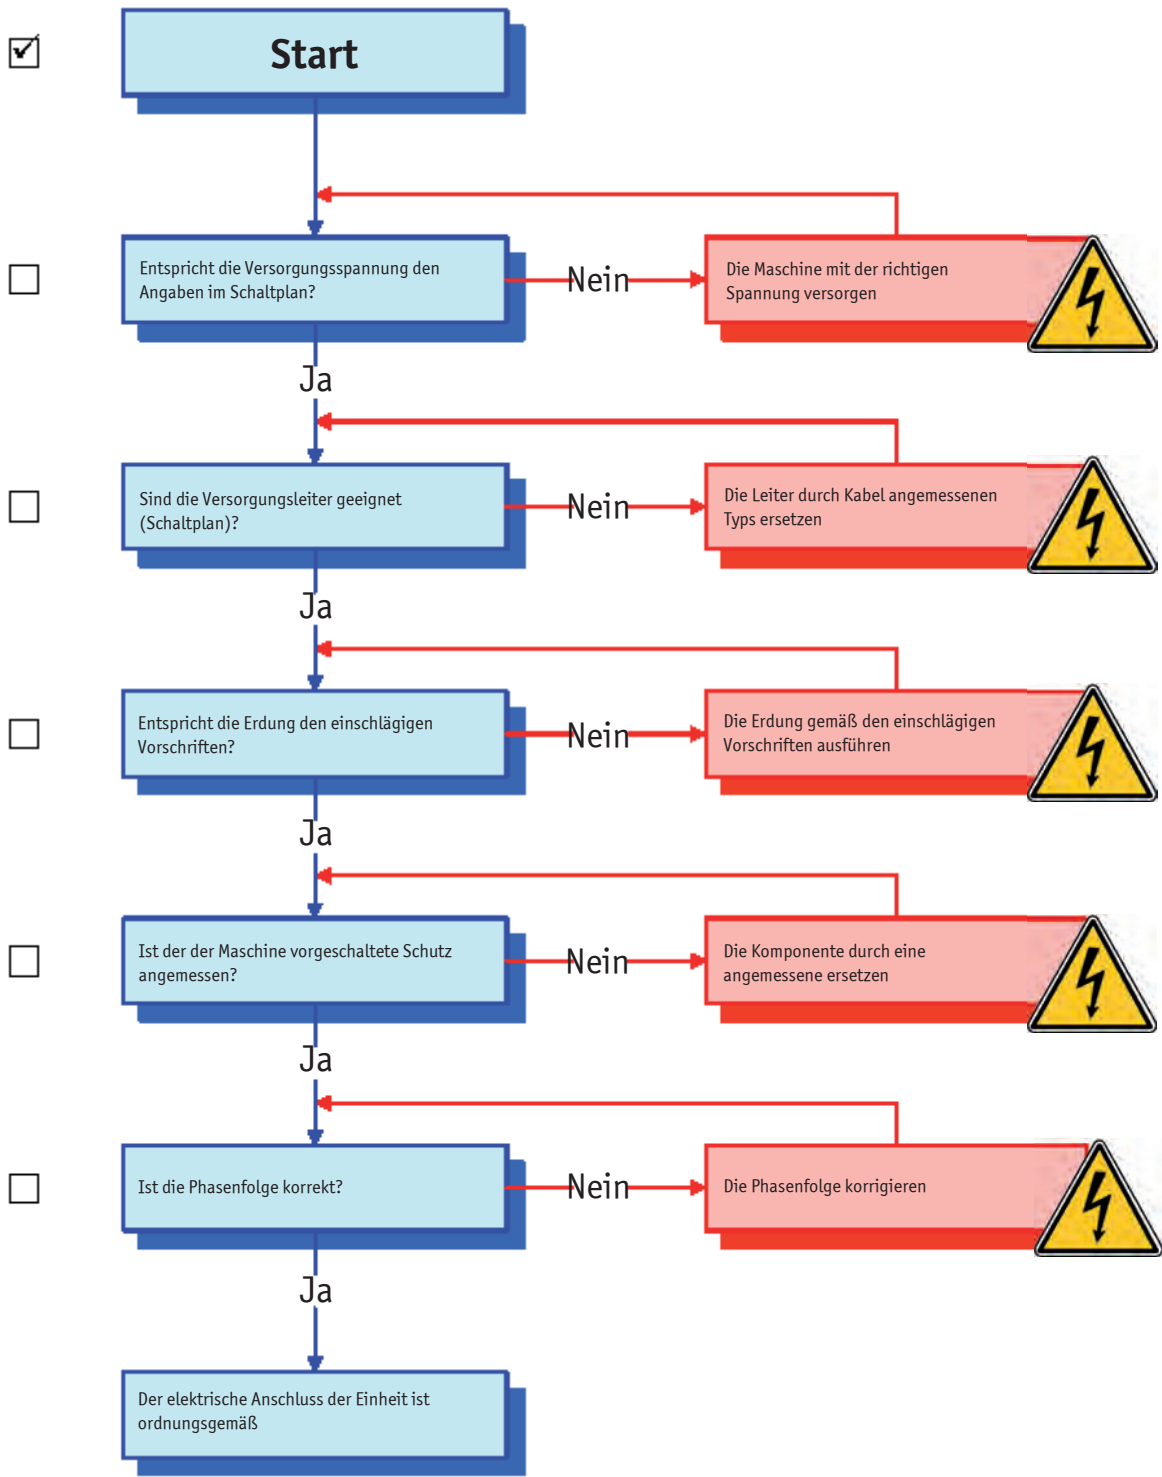 Start
Entspricht die Versorgungsspannung den
Angaben im Schaltplan?
Nein
Die Maschine mit der richtigen
Spannung versorgen
Ja
Sind die Versorgungsleiter geeignet
(Schaltplan)?
Nein
Die Leiter durch Kabel angemessenen
Typs ersetzen
Ja
Entspricht die Erdung den einschlägigen
Vorschriften?
Nein
Die Erdung gemäß den einschlägigen
Vorschriften ausführen
Ja
Ist der der Maschine vorgeschaltete Schutz
angemessen?
Nein
Die Komponente durch eine
angemessene ersetzen
Ja
Ist die Phasenfolge korrekt?
Nein
Die Phasenfolge korrigieren
Ja
Der elektrische Anschluss der Einheit ist
ordnungsgemäß